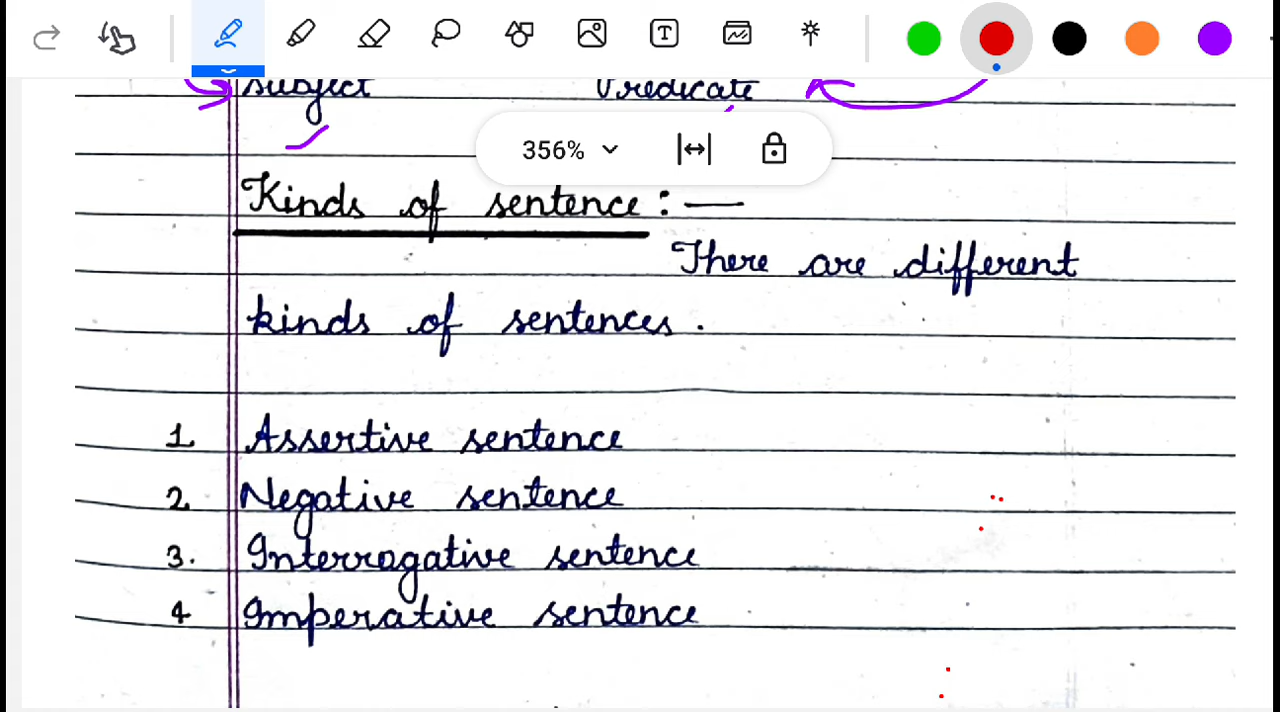 subject Predicate
356%
Kinds of sentence : —
There are different
kinds of sentences .
1. Assertive sentence
2. Negative sentence
3. Interrogative sentence
4 Imperative sentence